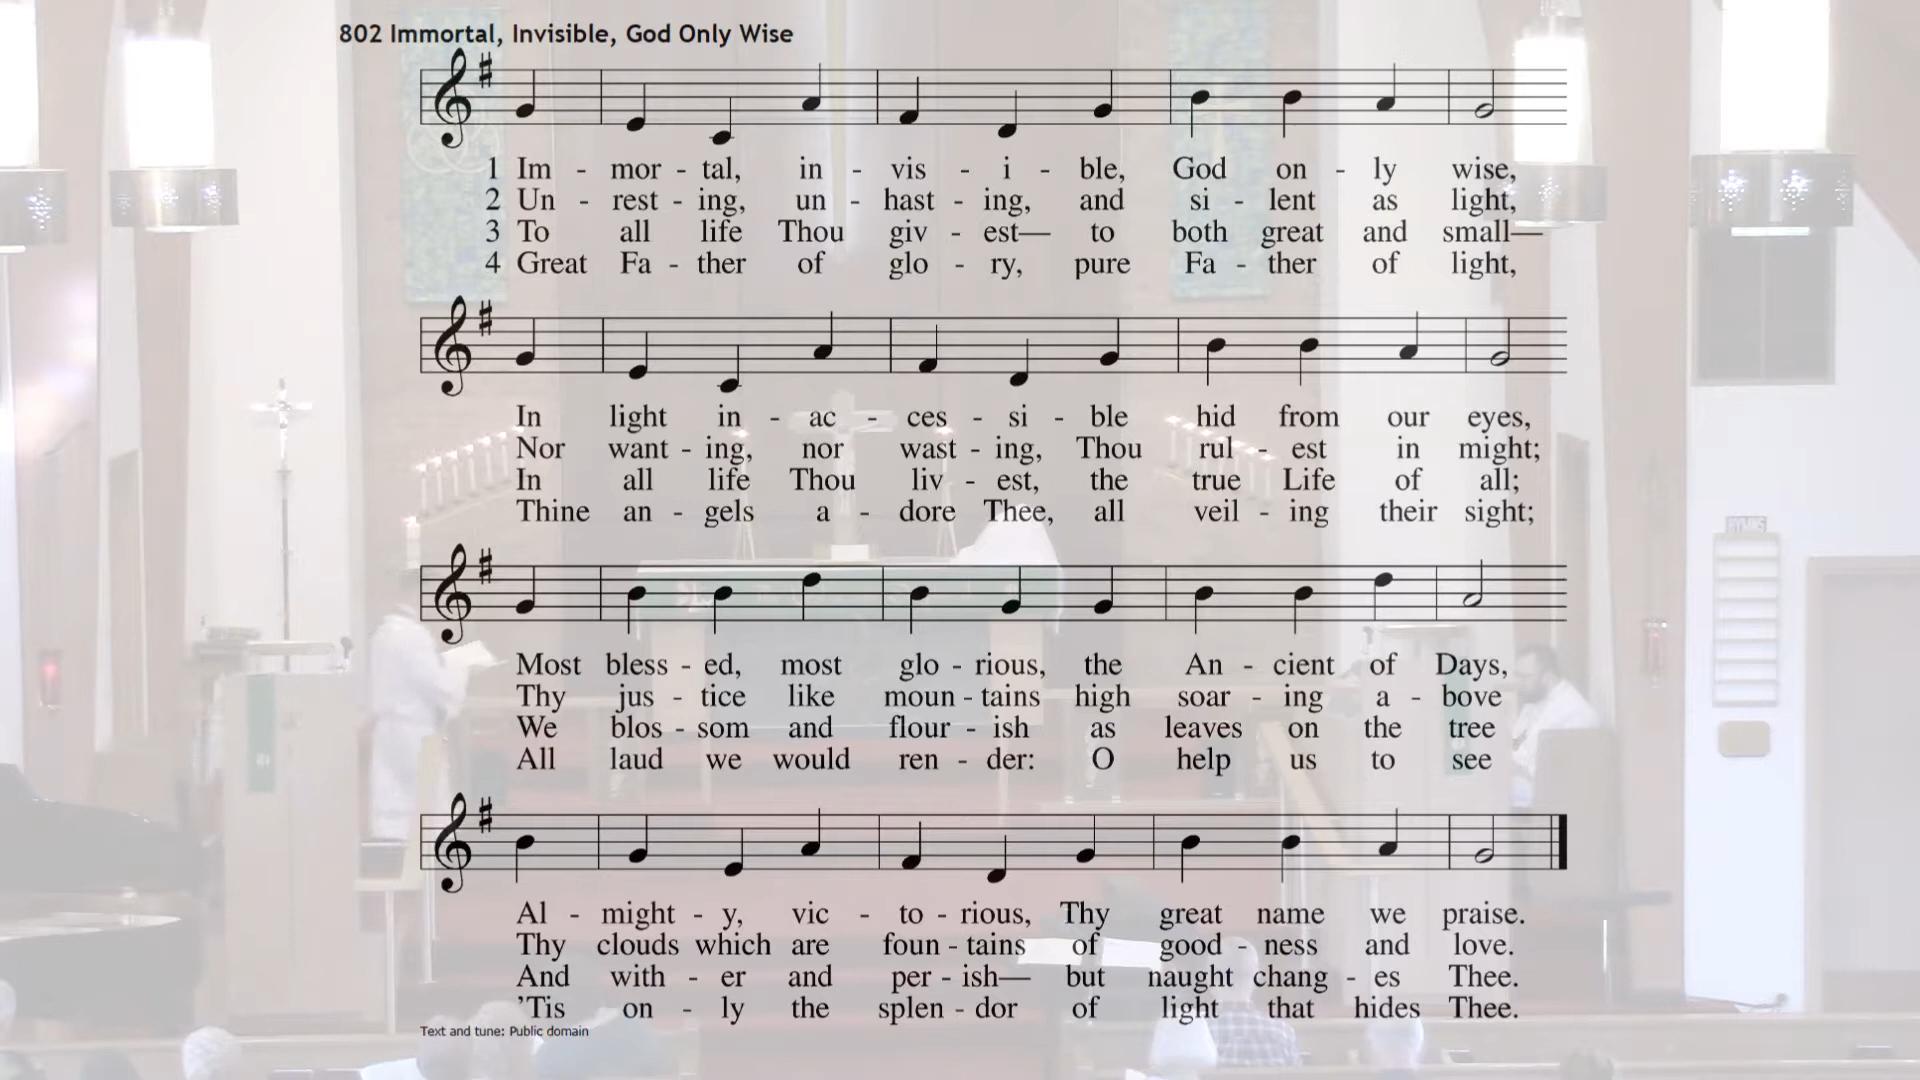 802 Immortal, Invisible, God Only Wise
1 Im - mor - tal, in - vis - i - ble, God on - ly wise,
2 Un - rest - ing, un - hast - ing, and si - lent as light,
3 To all life Thou giv - est— to both great and small—
4 Great Fa - ther of glo - ry, pure Fa - ther of light,
In light in - ac - ces - si - ble hid from our eyes,
Nor want - ing, nor wast - ing, Thou rul - est in might;
In all life Thou liv - est, the true Life of all;
Thine an - gels a - dore Thee, all veil - ing their sight;
HYMNS
Most bless - ed, most glo - rious, the An - cient of Days,
Thy jus - tice like moun - tains high soar - ing a - bove
We blos - som and flour - ish as leaves on the tree
All laud we would ren - der: O help us to see
Al - might - y, vic - to - rious, Thy great name we praise.
Thy clouds which are foun - tains of good - ness and love.
And with - er and per - ish— but naught chang - es Thee.
’Tis on - ly the splen - dor of light that hides Thee.
Text and tune: Public domain